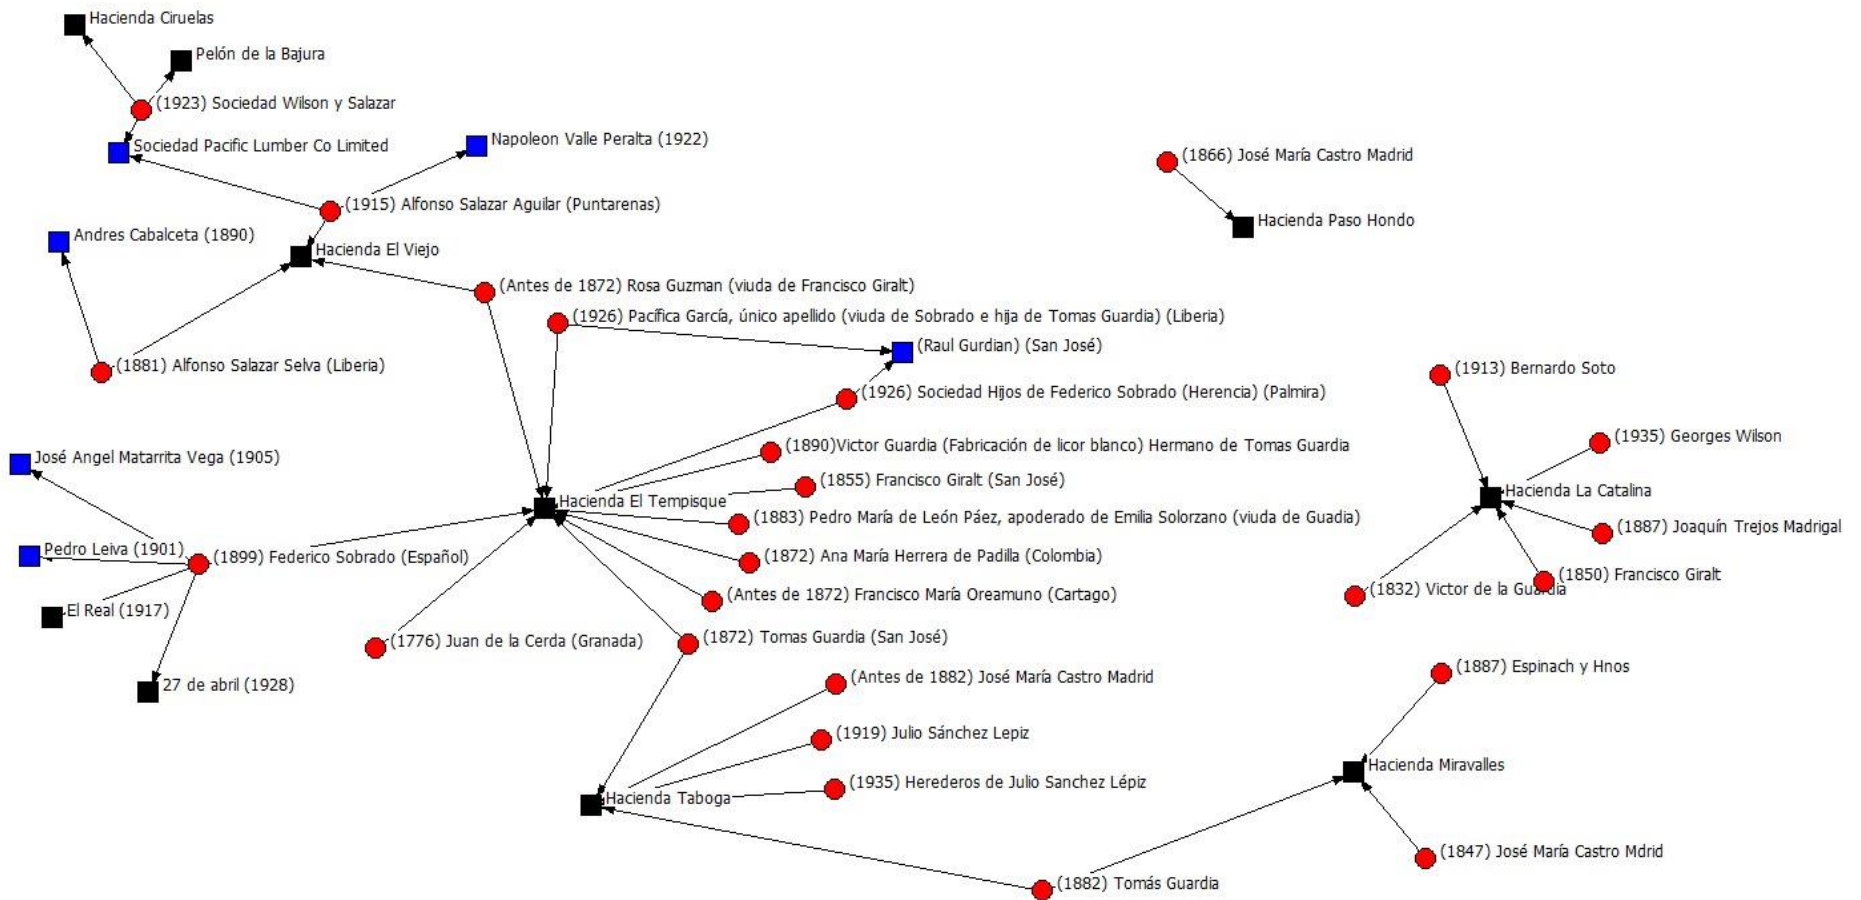 Hacienda Ciruelas
Pelón de la Bajura
(1923) Sociedad Wilson y Salazar
Sociedad Pacific Lumber Co Limited
Napoleon Valle Peralta (1922)
(1866) José María Castro Madrid
(1915) Alfonso Salazar Aguilar (Puntarenas)
Hacienda Paso Hondo
Andres Cabalceta (1890)
Hacienda El Viejo
(Antes de 1872) Rosa Guzman (viuda de Francisco Giralt)
(1926) Pacífica García, único apellido (viuda de Sobrado e hija de Tomas Guardia) (Liberia)
(Raul Gurdian) (San José)
(1881) Alfonso Salazar Selva (Liberia)
(1913) Bernardo Soto
(1926) Sociedad Hijos de Federico Sobrado (Herencia) (Palmira)
(1890)Victor Guardia (Fabricación de licor blanco) Hermano de Tomas Guardia
(1935) Georges Wilson
José Angel Matarrita Vega (1905)
(1855) Francisco Giralt (San José)
Hacienda La Catalina
Hacienda El Tempisque
(1883) Pedro María de León Páez, apoderado de Emilia Solorzano (viuda de Guadia)
(1887) Joaquín Trejos Madrigal
Pedro Leiva (1901)
(1899) Federico Sobrado (Español)
(1872) Ana María Herrera de Padilla (Colombia)
(1850) Francisco Giralt
(1832) Victor de la Guardia
(Antes de 1872) Francisco María Oreamuno (Cartago)
El Real (1917)
(1776) Juan de la Cerda (Granada)
(1872) Tomas Guardia (San José)
(1887) Espinach y Hnos
(Antes de 1882) José María Castro Madrid
27 de abril (1928)
(1919) Julio Sánchez Lepiz
Hacienda Miravalles
(1935) Herederos de Julio Sanchez Lépiz
Hacienda Taboga
(1847) José María Castro Mdrid
(1882) Tomás Guardia